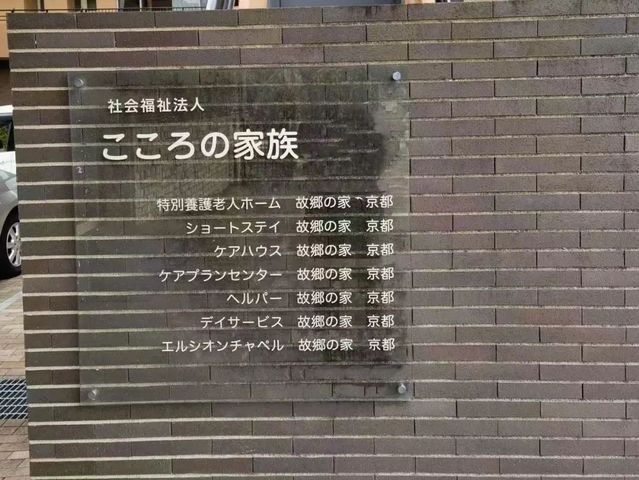 社会福祉法人
こころの家族
特別養護老人ホーム　故郷の家　京都
ショートステイ　故郷の家　京都
ケアハウス　故郷の家　京都
ケアプランセンター　故郷の家　京都
ヘルパー　故郷の家　京都
デイサービス　故郷の家　京都
エルシオンチャペル　故郷の家　京都